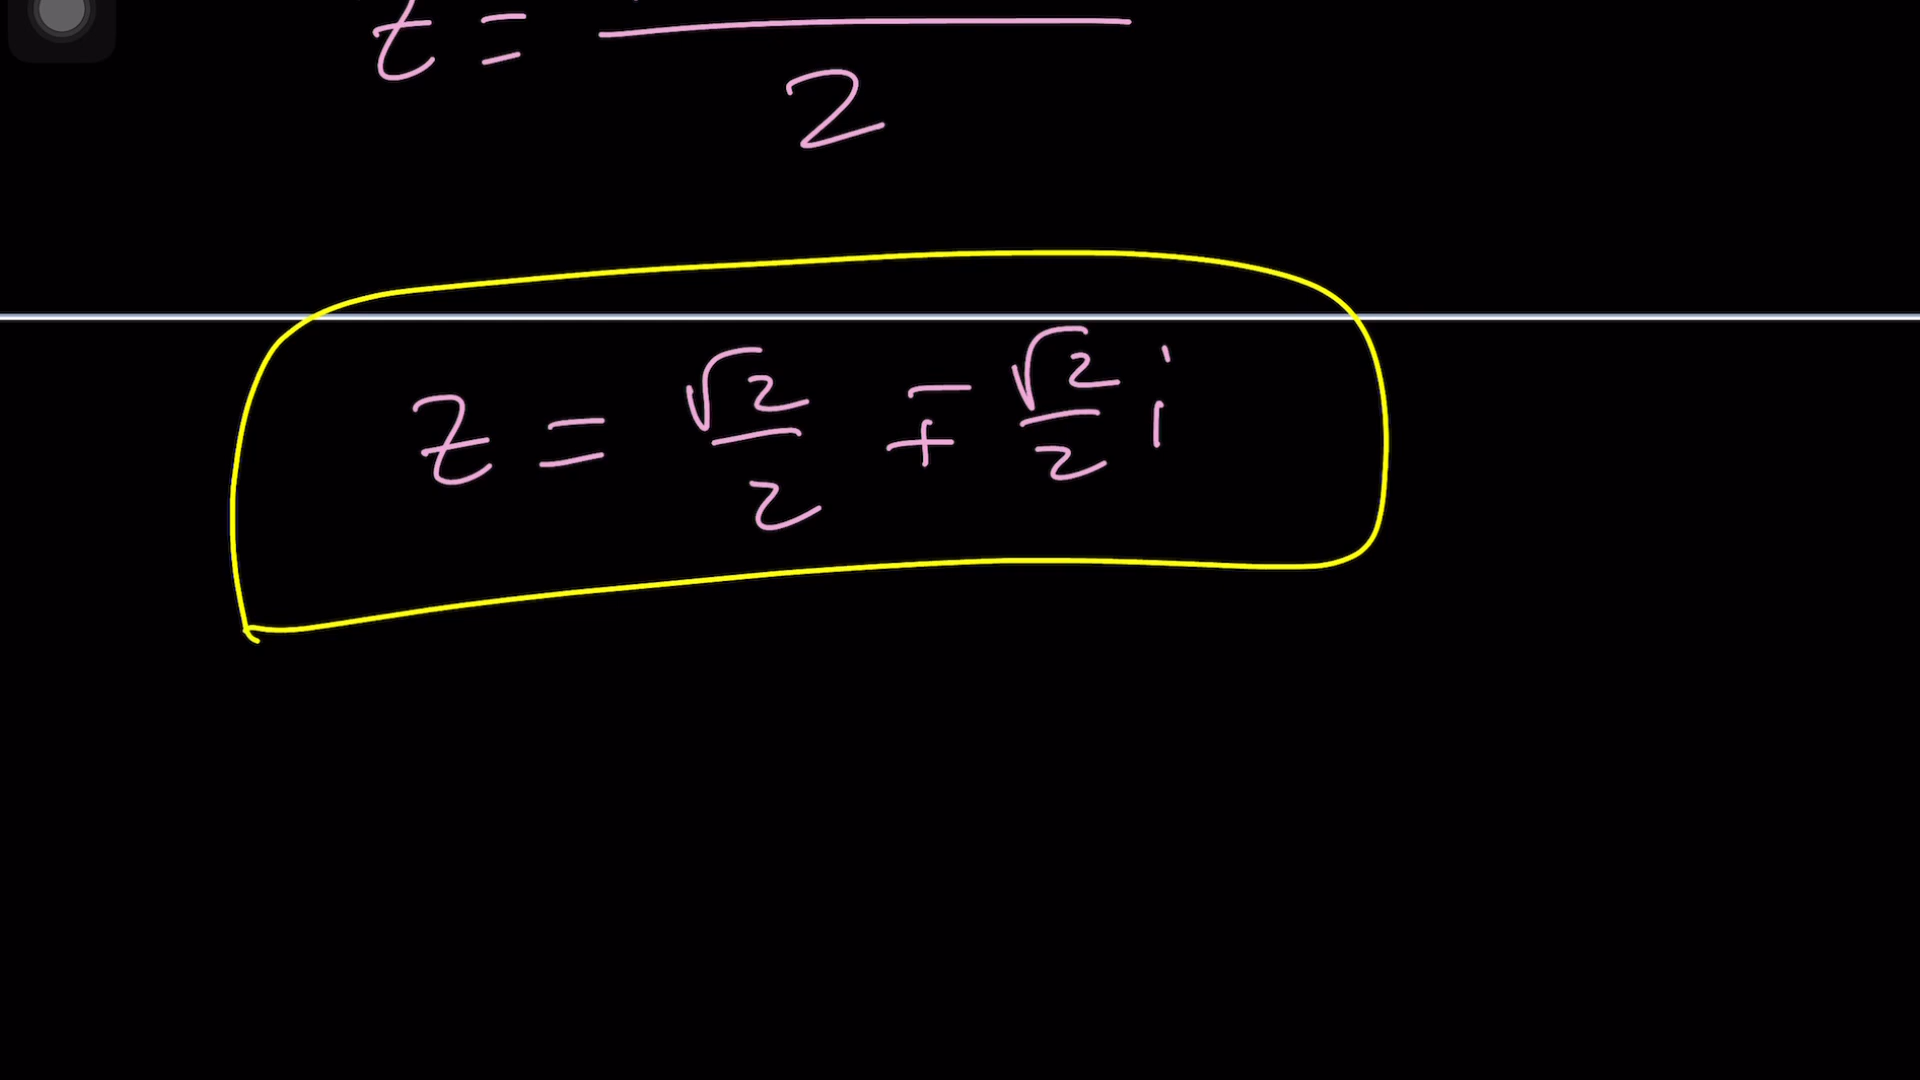 z = ――― / 2
z = √2/2 ∓ √2/2 i